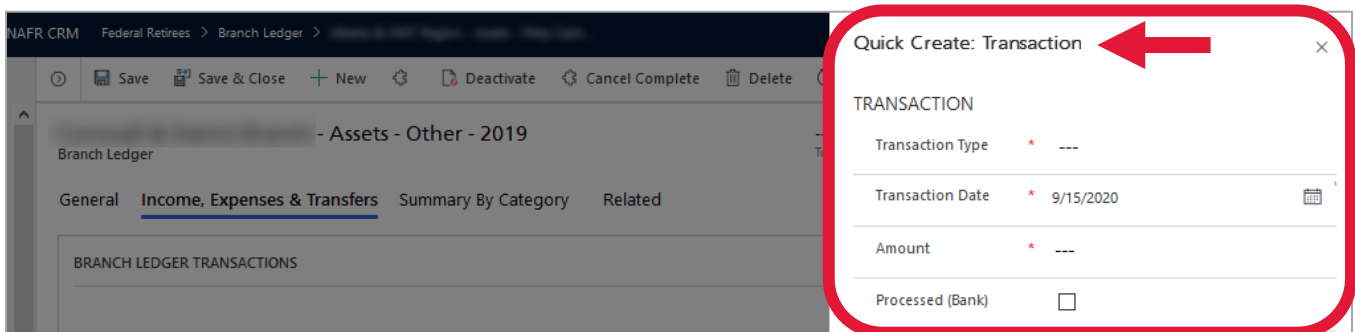 NAFR CRM Federal Retirees > Branch Ledger >
Save Save & Close + New Deactivate Cancel Complete Delete
- Assets - Other - 2019
Branch Ledger
General Income, Expenses & Transfers Summary By Category Related
BRANCH LEDGER TRANSACTIONS
Quick Create: Transaction
TRANSACTION
Transaction Type * ---
Transaction Date * 9/15/2020
Amount * ---
Processed (Bank)